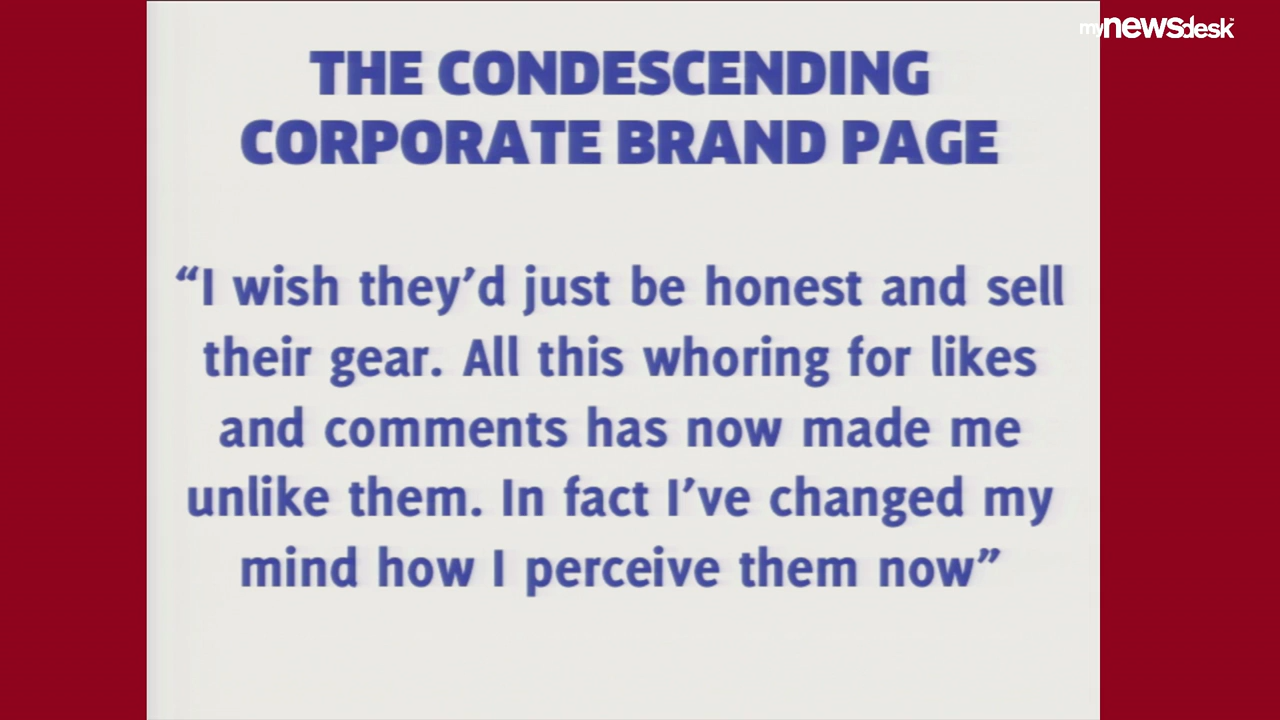 mynewsdesk
THE CONDESCENDING
CORPORATE BRAND PAGE
“I wish they’d just be honest and sell
their gear. All this whoring for likes
and comments has now made me
unlike them. In fact I’ve changed my
mind how I perceive them now”